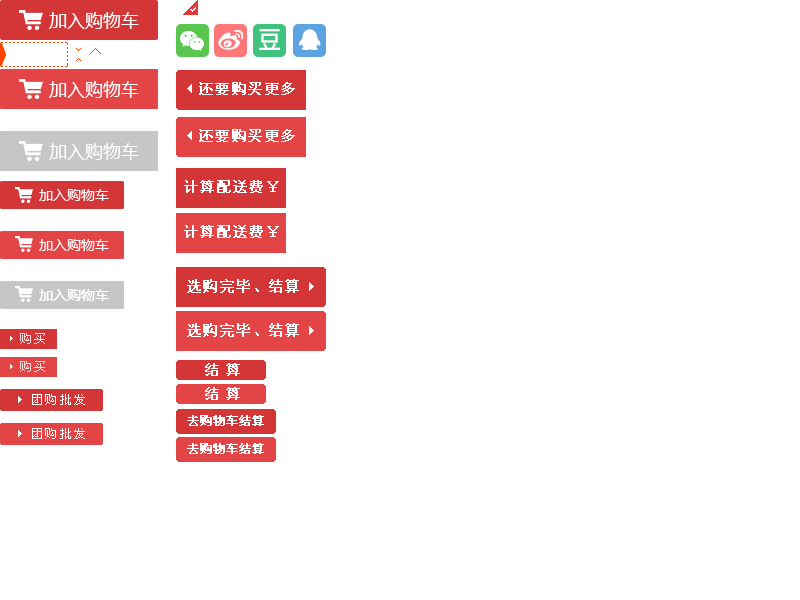 加入购物车
加入购物车
加入购物车
加入购物车
加入购物车
加入购物车
购买
购买
团购批发
团购批发
豆
还要购买更多
还要购买更多
计算配送费￥
计算配送费￥
选购完毕、结算
选购完毕、结算
结 算
结 算
去购物车结算
去购物车结算